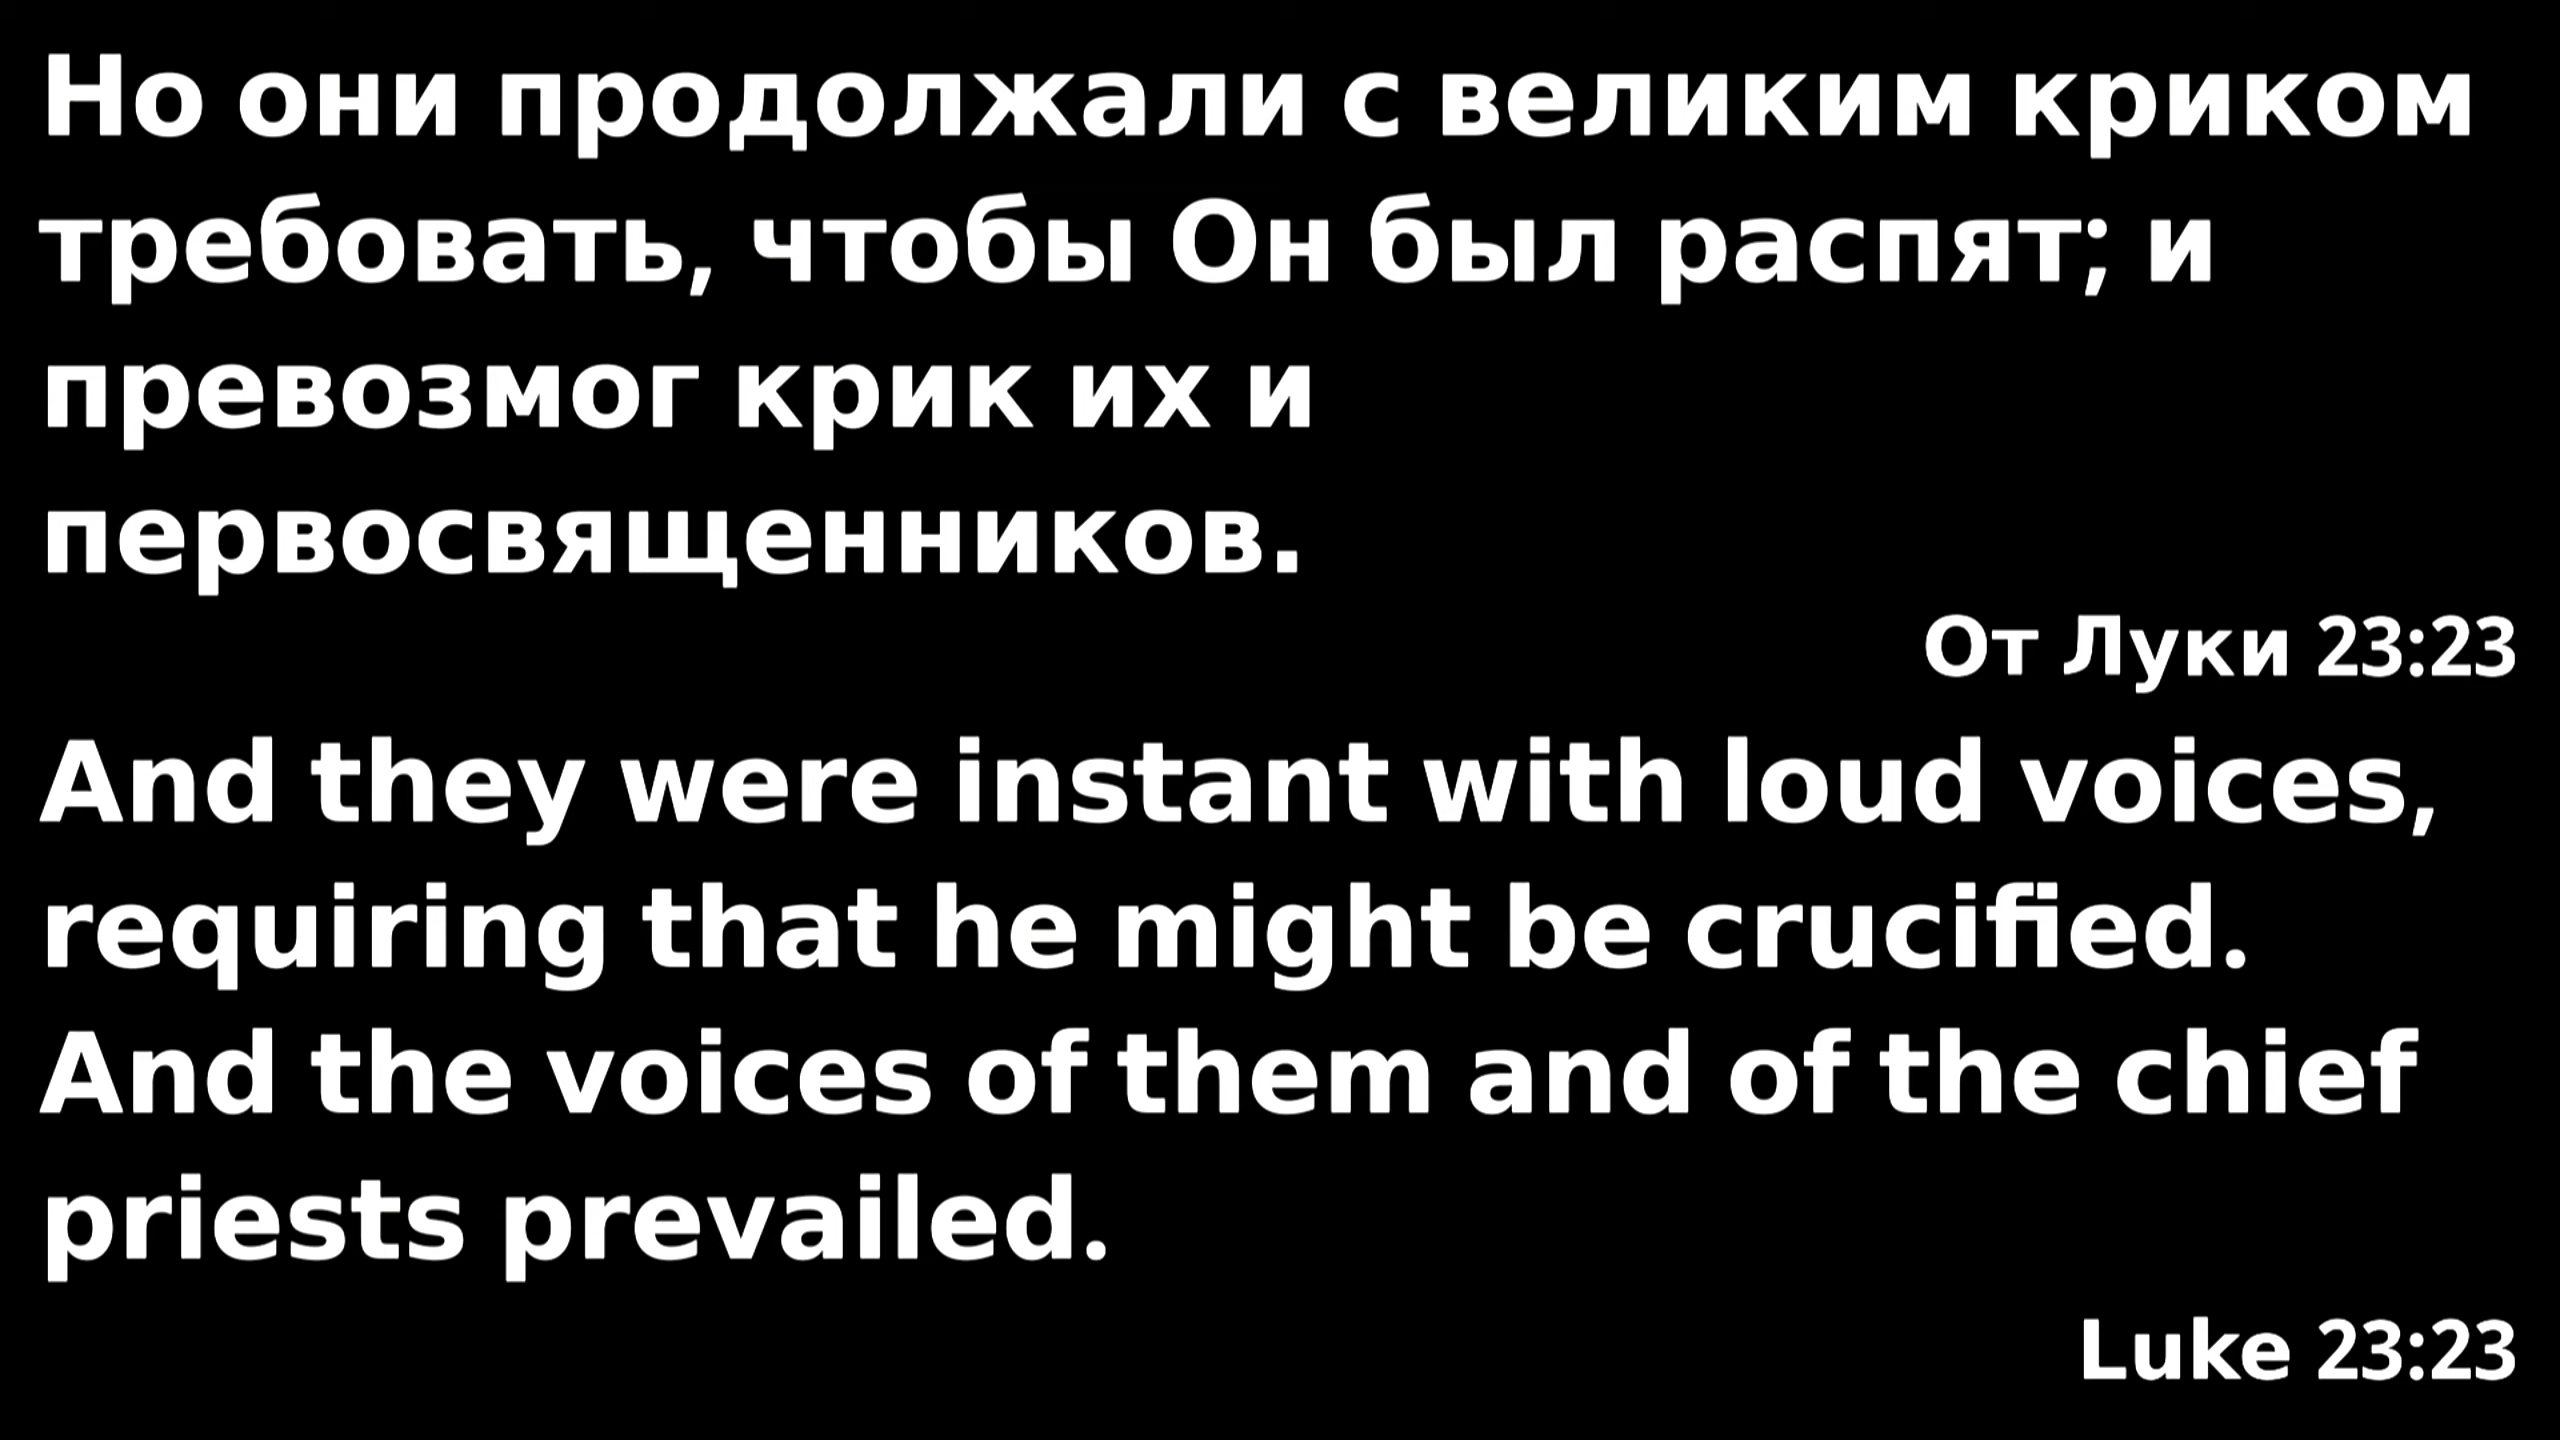 Но они продолжали с великим криком
требовать, чтобы Он был распят; и
превозмог крик их и
первосвященников.
От Луки 23:23
And they were instant with loud voices,
requiring that he might be crucified.
And the voices of them and of the chief
priests prevailed.
Luke 23:23